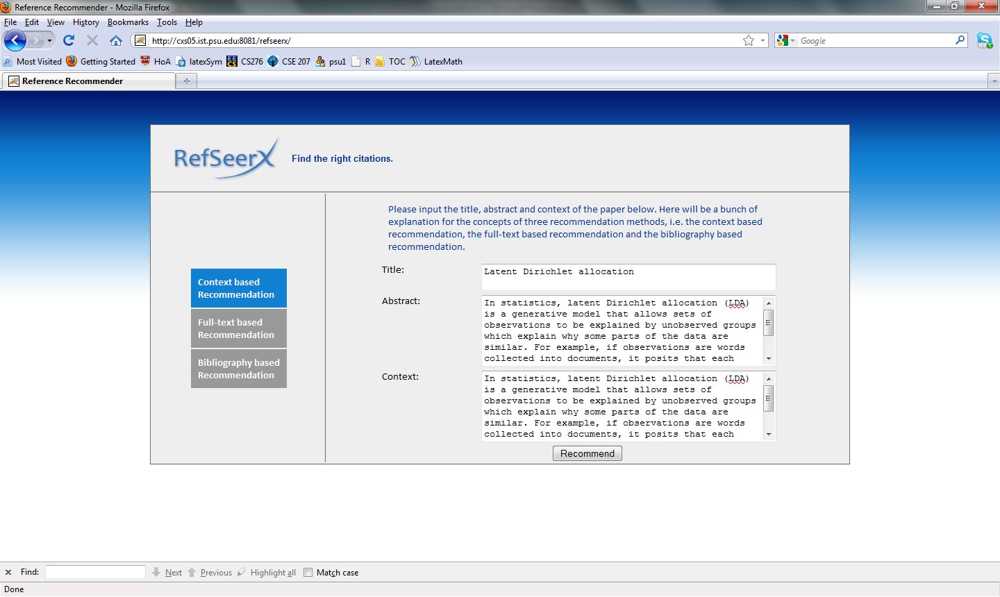 Reference Recommender - Mozilla Firefox
File Edit View History Bookmarks Tools Help
http://cxs05.ist.psu.edu:8081/refseerx/
Google
Most Visited Getting Started HoA latexSym CS276 CSE 207 psu1 R TOC LatexMath
Reference Recommender
RefSeerX
Find the right citations.
Please input the title, abstract and context of the paper below. Here will be a bunch of
explanation for the concepts of three recommendation methods, i.e. the context based
recommendation, the full-text based recommendation and the bibliography based
recommendation.
Context based
Recommendation
Full-text based
Recommendation
Bibliography based
Recommendation
Title:
Latent Dirichlet allocation
Abstract:
In statistics, latent Dirichlet allocation (LDA)
is a generative model that allows sets of
observations to be explained by unobserved groups
which explain why some parts of the data are
similar. For example, if observations are words
collected into documents, it posits that each
Context:
In statistics, latent Dirichlet allocation (LDA)
is a generative model that allows sets of
observations to be explained by unobserved groups
which explain why some parts of the data are
similar. For example, if observations are words
collected into documents, it posits that each
Recommend
Find: Next Previous Highlight all Match case
Done